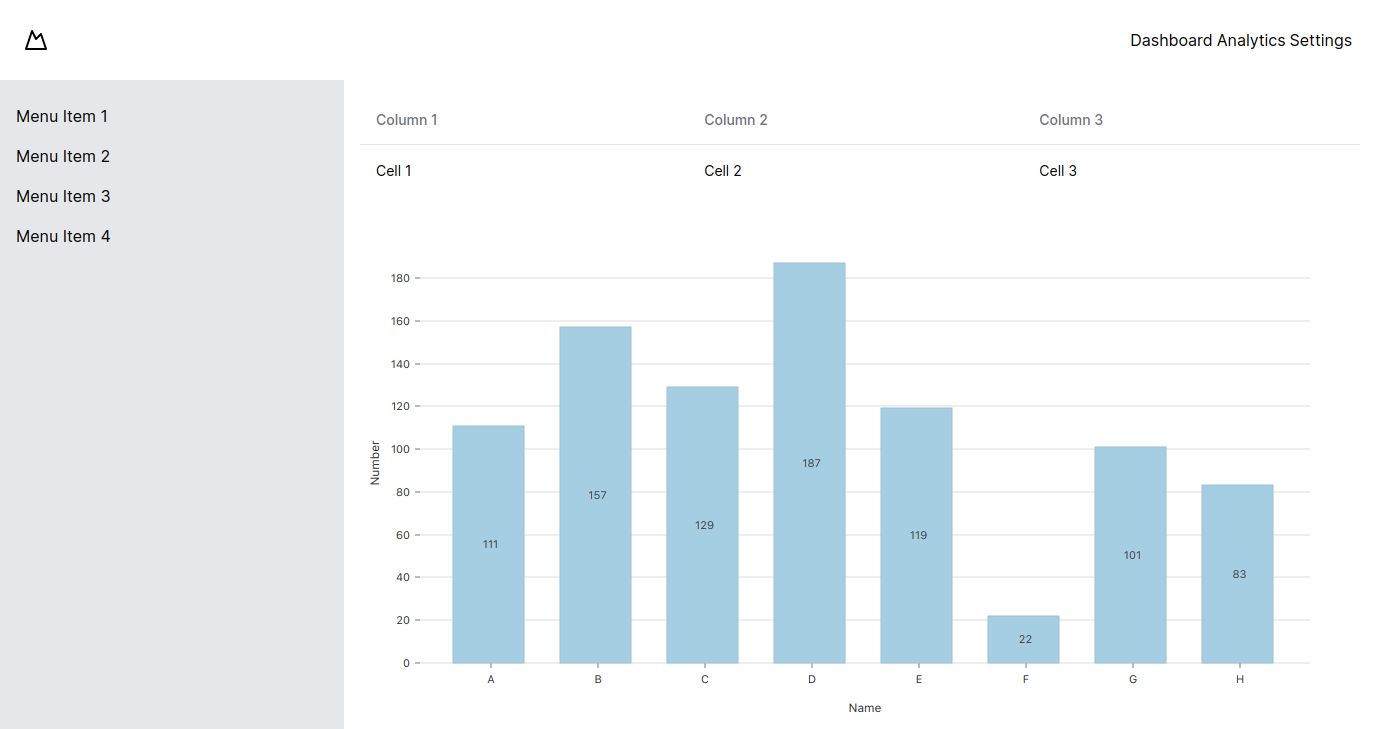 Dashboard Analytics Settings
Menu Item 1
Menu Item 2
Menu Item 3
Menu Item 4
Column 1 Column 2 Column 3
Cell 1 Cell 2 Cell 3
Number
180
160
140
120
100
80
60
40
20
0
111 157 129 187 119 22 101 83
A B C D E F G H
Name